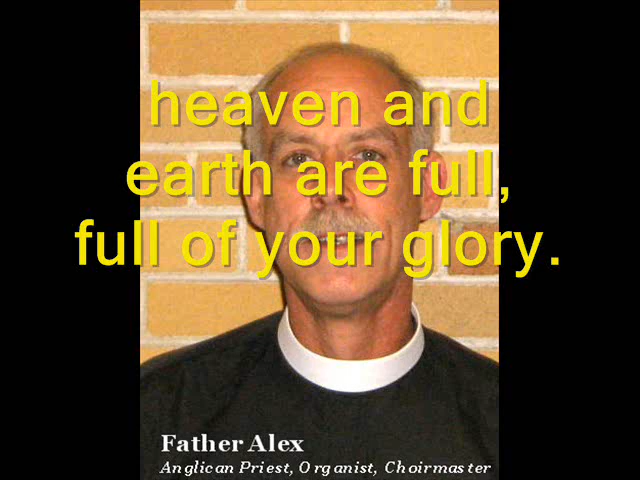 heaven and
earth are full,
full of your glory.
Father Alex
Anglican Priest, Organist, Choirmaster